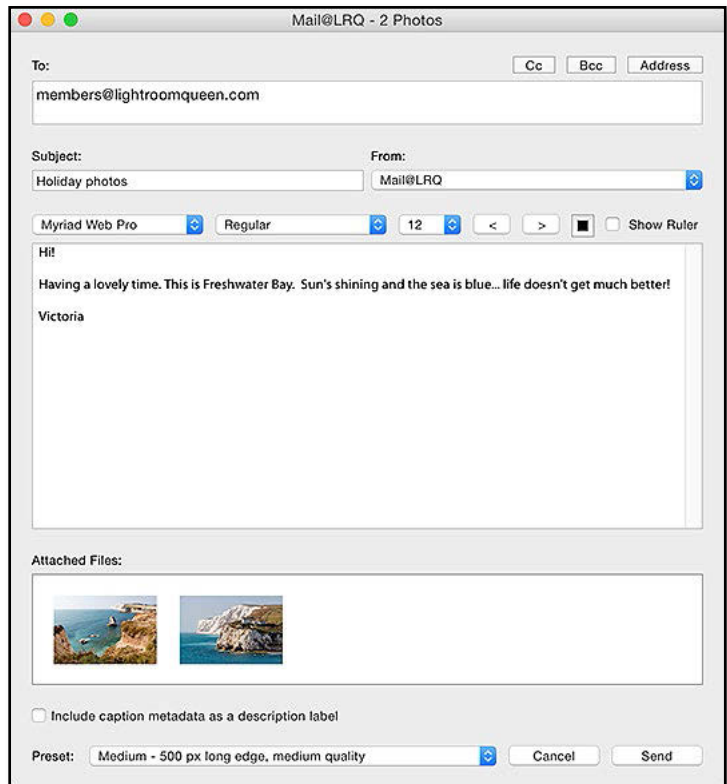 Mail@LRQ - 2 Photos
To:
Cc Bcc Address
members@lightroomqueen.com
Subject: From:
Holiday photos Mail@LRQ
Myriad Web Pro Regular 12 < > Show Ruler
Hi!
Having a lovely time. This is Freshwater Bay.  Sun's shining and the sea is blue... life doesn't get much better!
Victoria
Attached Files:
Include caption metadata as a description label
Preset: Medium - 500 px long edge, medium quality Cancel Send